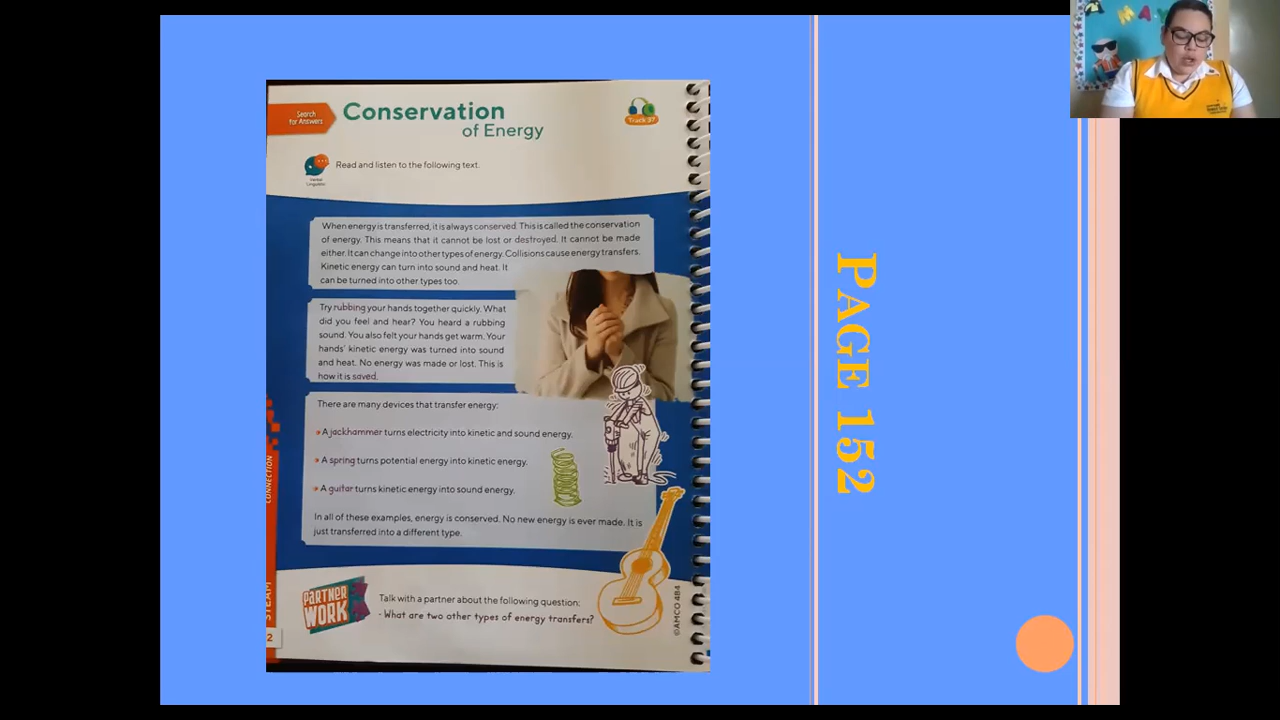 Search
for Answers
Conservation
of Energy
Track 37
Verbal
Linguistic
Read and listen to the following text.
When energy is transferred, it is always conserved. This is called the conservation
of energy. This means that it cannot be lost or destroyed. It cannot be made
either. It can change into other types of energy. Collisions cause energy transfers.
Kinetic energy can turn into sound and heat. It
can be turned into other types too.
Try rubbing your hands together quickly. What
did you feel and hear? You heard a rubbing
sound. You also felt your hands get warm. Your
hands' kinetic energy was turned into sound
and heat. No energy was made or lost. This is
how it is saved.
There are many devices that transfer energy:
A jackhammer turns electricity into kinetic and sound energy.
A spring turns potential energy into kinetic energy.
A guitar turns kinetic energy into sound energy.
In all of these examples, energy is conserved. No new energy is ever made. It is
just transferred into a different type.
PARTNER
WORK
Talk with a partner about the following question:
- What are two other types of energy transfers?
©AMCO 4B4
CONNECTION
STEAM
2
PAGE 152
MAY